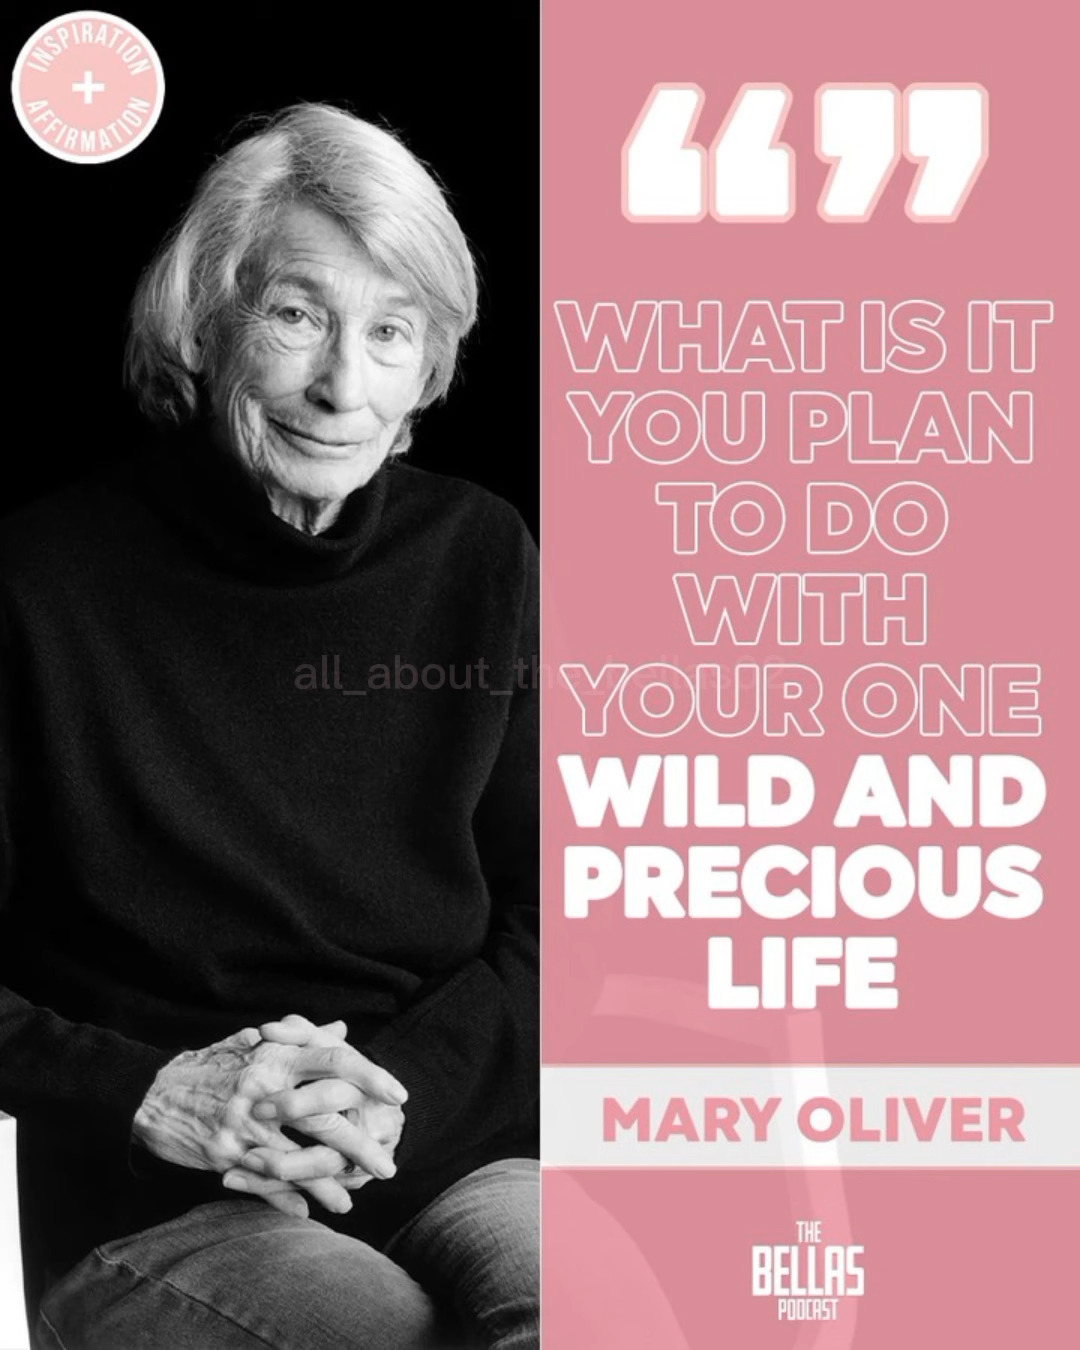 INSPIRATION
+
AFFIRMATION
“”
WHAT IS IT
YOU PLAN
TO DO
WITH
YOUR ONE
WILD AND
PRECIOUS
LIFE
all_about_the_bellas02
MARY OLIVER
THE
BELLAS
PODCAST